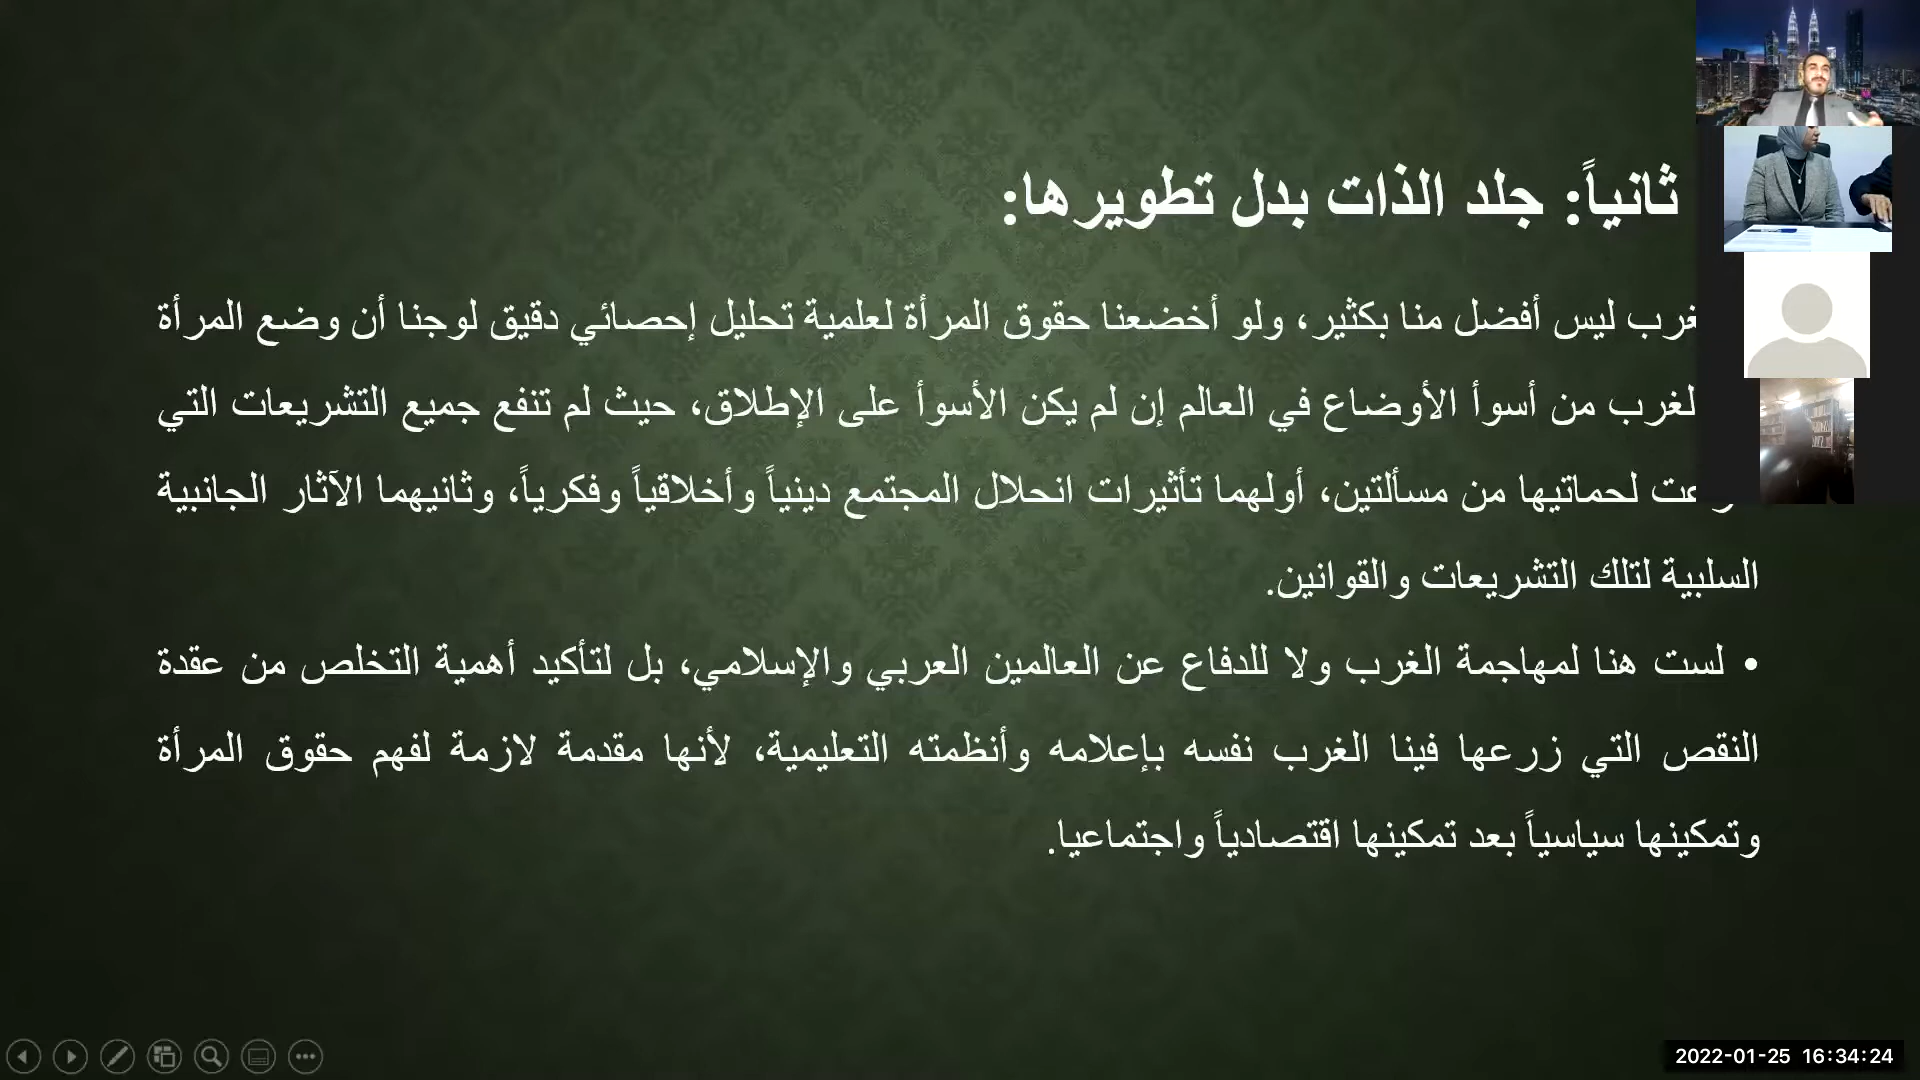 ثانياً: جلد الذات بدل تطويرها:
ليس أفضل منا بكثير، ولو أخضعنا حقوق المرأة لعلمية تحليل إحصائي دقيق لوجنا أن وضع المرأة
من أسوأ الأوضاع في العالم إن لم يكن الأسوأ على الإطلاق، حيث لم تنفع جميع التشريعات التي
لحماتيها من مسألتين، أولهما تأثيرات انحلال المجتمع دينياً وأخلاقياً وفكرياً، وثانيهما الآثار الجانبية
السلبية لتلك التشريعات والقوانين.
• لست هنا لمهاجمة الغرب ولا للدفاع عن العالمين العربي والإسلامي، بل لتأكيد أهمية التخلص من عقدة
النقص التي زرعها فينا الغرب نفسه بإعلامه وأنظمته التعليمية، لأنها مقدمة لازمة لفهم حقوق المرأة
وتمكينها سياسياً بعد تمكينها اقتصادياً واجتماعيا.
2022-01-25 16:34:24